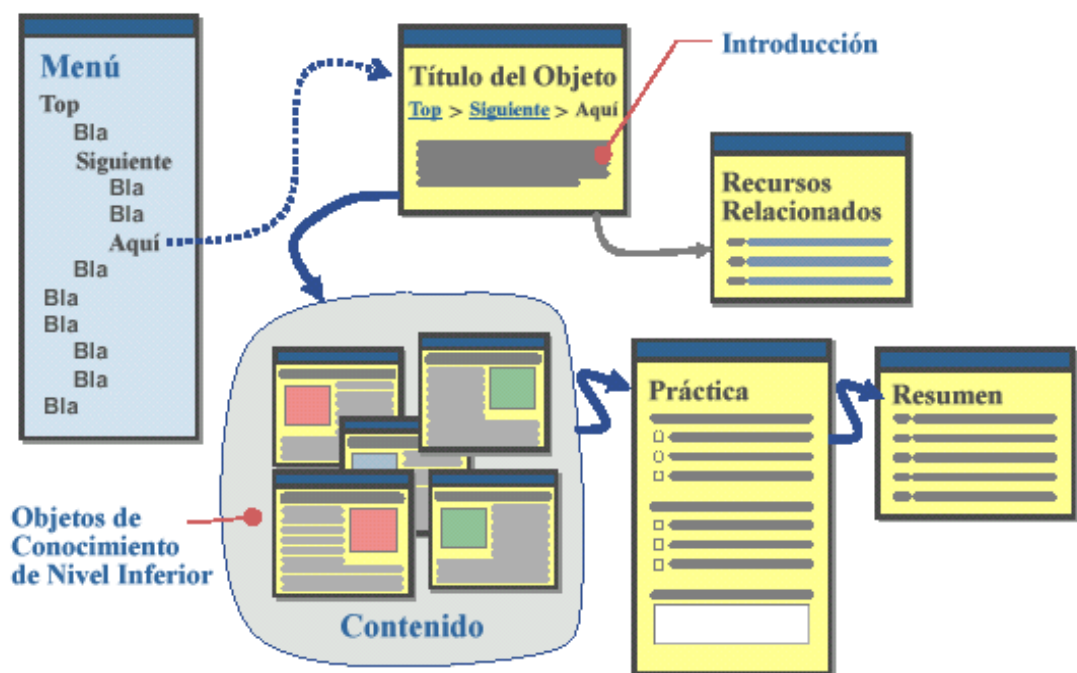 Menú
Top
Bla
Siguiente
Bla
Bla
Aquí
Bla
Bla
Bla
Bla
Bla
Bla
Título del Objeto
Top > Siguiente > Aquí
Introducción
Recursos
Relacionados
Objetos de
Conocimiento
de Nivel Inferior
Contenido
Práctica
Resumen